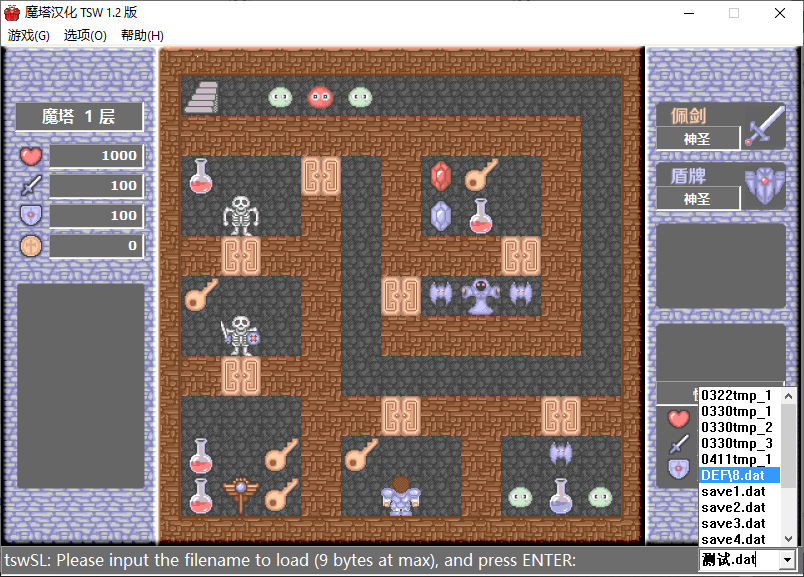 魔塔汉化 TSW 1.2 版
游戏(G) 选项(O) 帮助(H)
魔塔 1 层
1000
100
100
0
佩剑
神圣
盾牌
神圣
0322tmp_1
0330tmp_1
0330tmp_2
0330tmp_3
0411tmp_1
DEF\8.dat
save1.dat
save2.dat
save3.dat
save4.dat
tswSL: Please input the filename to load (9 bytes at max), and press ENTER:
测试.dat